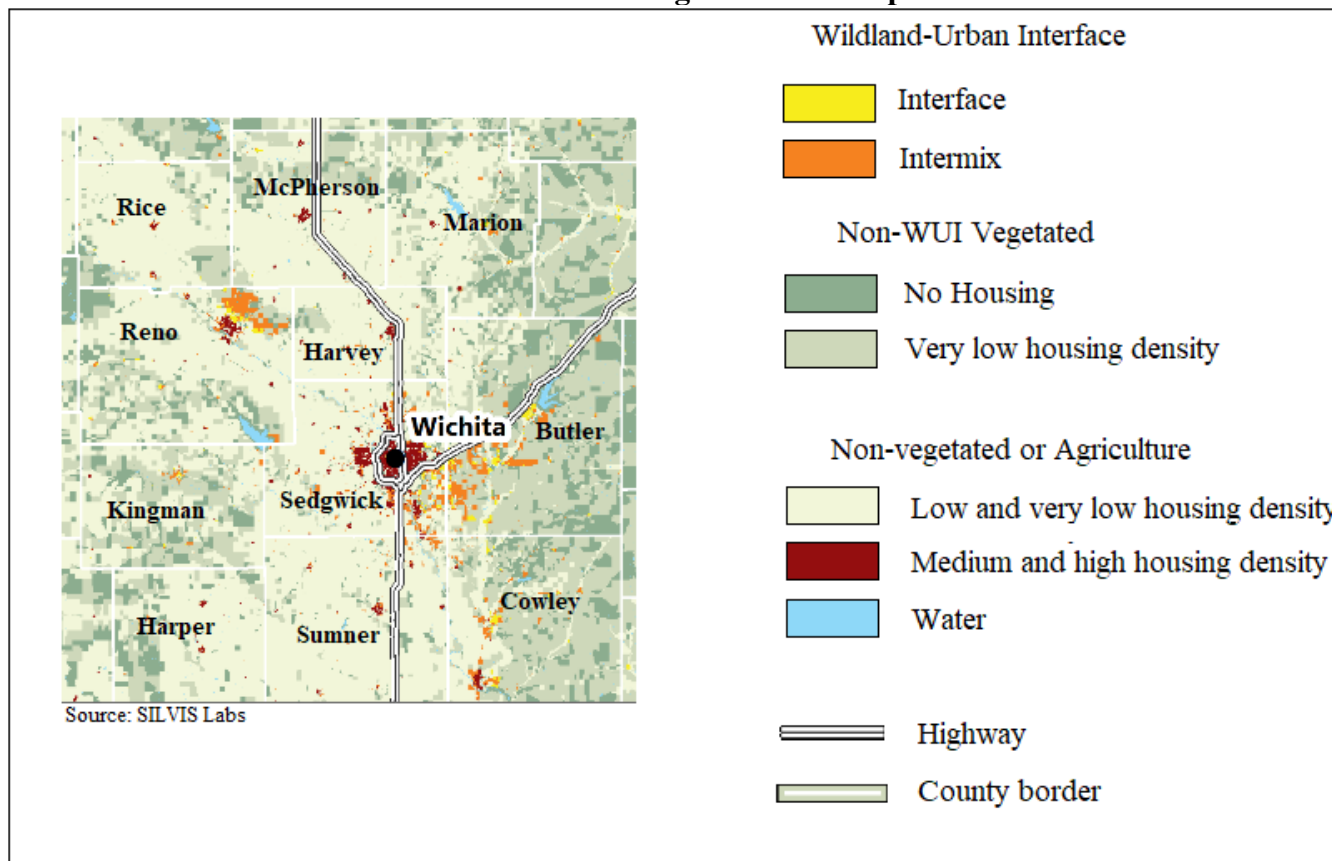 Wildland-Urban Interface
Interface
Intermix
Non-WUI Vegetated
No Housing
Very low housing density
Non-vegetated or Agriculture
Low and very low housing density
Medium and high housing density
Water
Highway
County border
McPherson
Rice
Marion
Reno
Harvey
Wichita
Butler
Sedgwick
Kingman
Cowley
Harper
Sumner
Source: SILVIS Labs